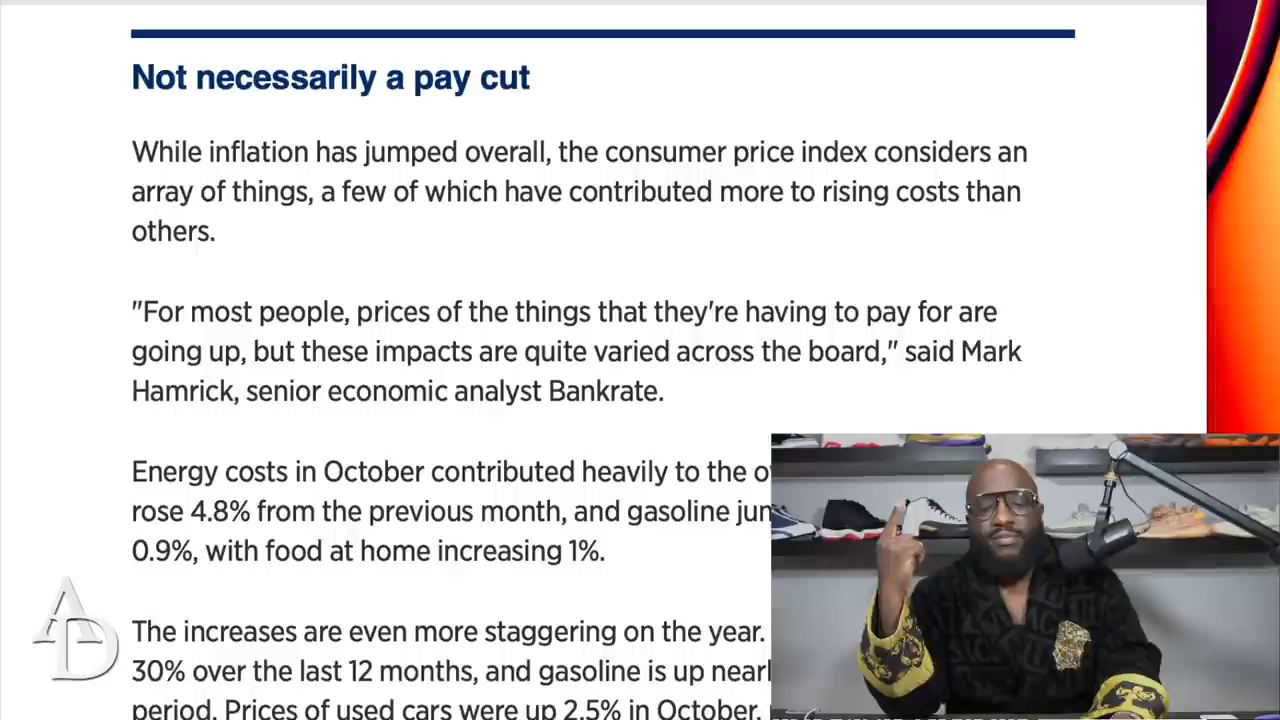 Not necessarily a pay cut
While inflation has jumped overall, the consumer price index considers an
array of things, a few of which have contributed more to rising costs than
others.
"For most people, prices of the things that they're having to pay for are
going up, but these impacts are quite varied across the board," said Mark
Hamrick, senior economic analyst Bankrate.
Energy costs in October contributed heavily to the
rose 4.8% from the previous month, and gasoline
0.9%, with food at home increasing 1%.
The increases are even more staggering on the year.
30% over the last 12 months, and gasoline is up
period. Prices of used cars were up 2.5% in October,
AD